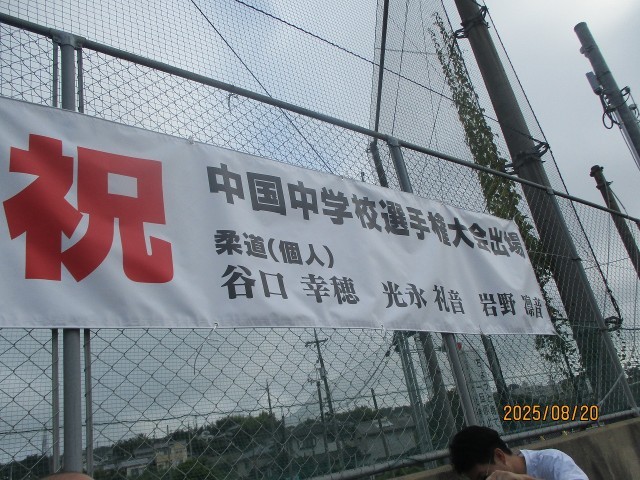 祝
中国中学校選手権大会出場
柔道(個人)
谷口 幸穂 光永 礼音 岩野
2025/08/20